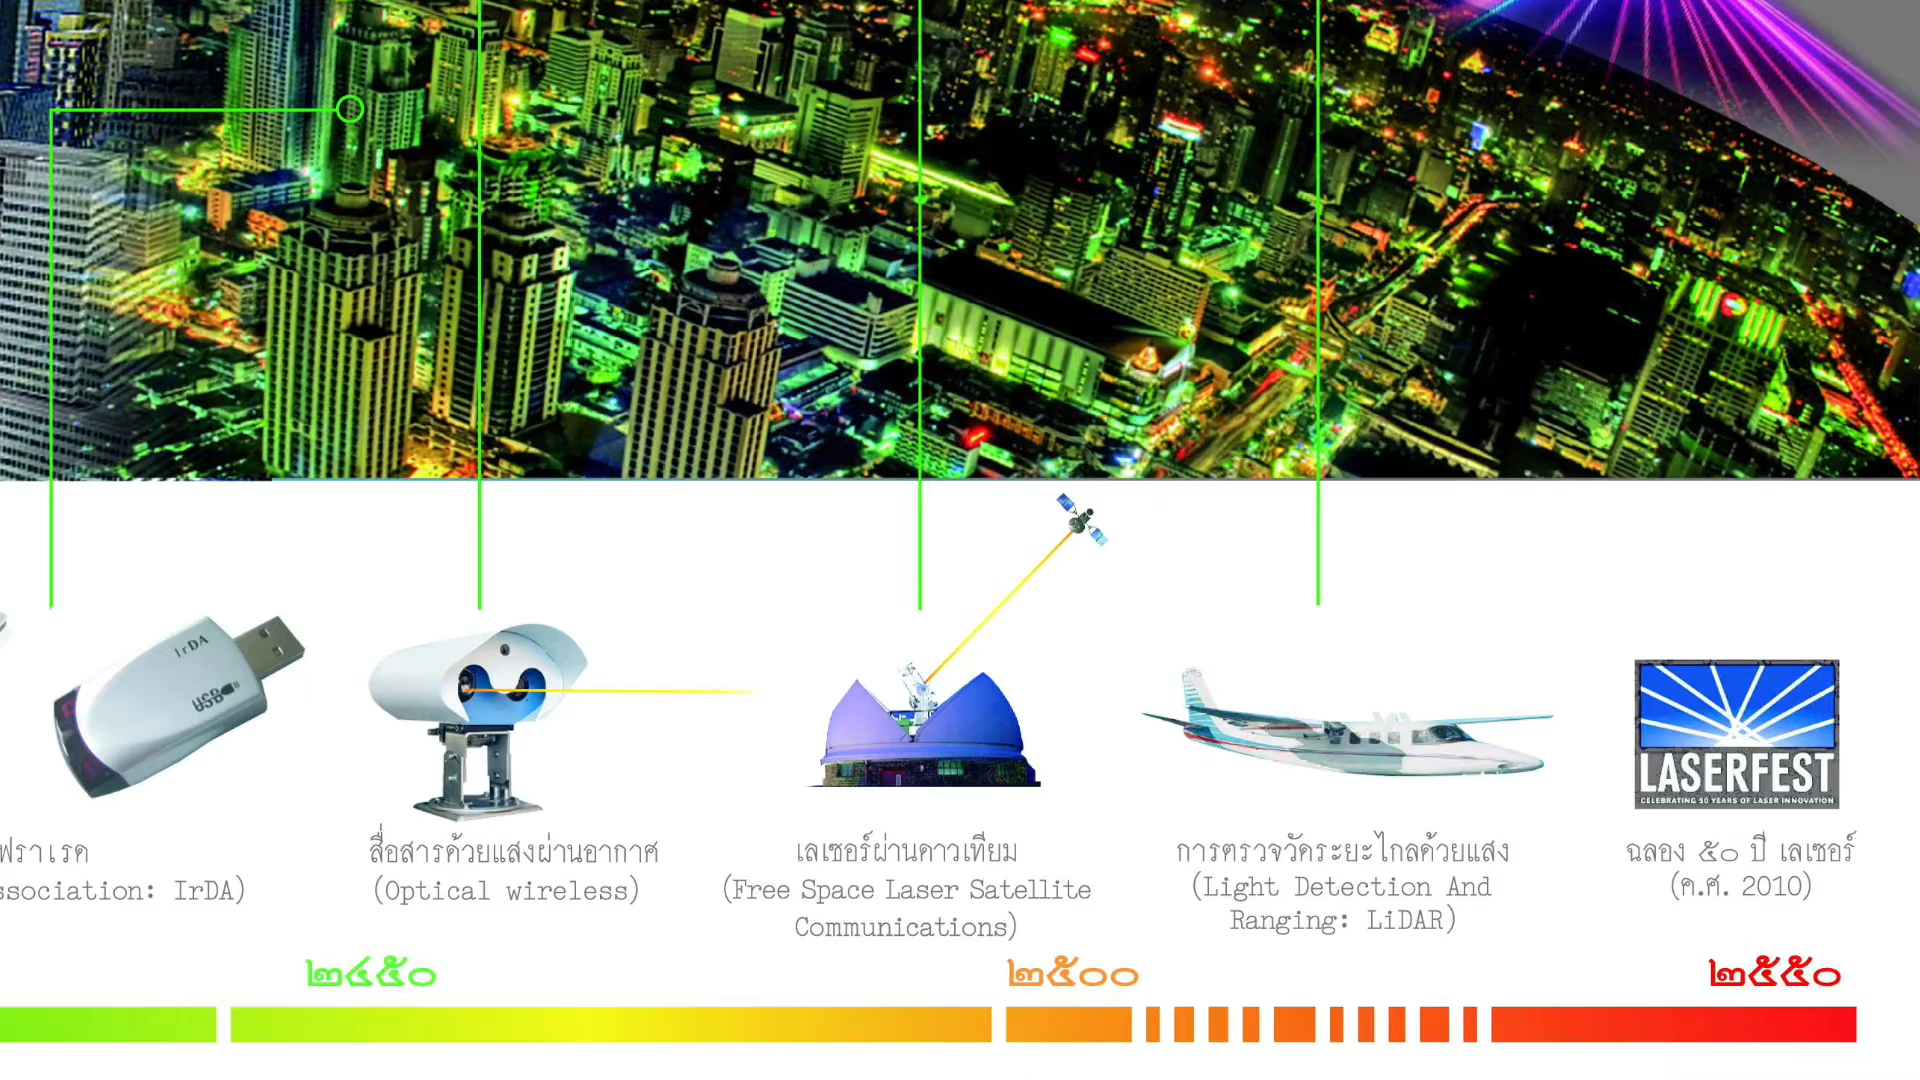 IrDA
USB
LASERFEST
CELEBRATING 50 YEARS OF LASER INNOVATION
ฟราเรด
ssociation: IrDA)
สื่อสารด้วยแสงผ่านอากาศ
(Optical wireless)
เลเซอร์ผ่านดาวเทียม
(Free Space Laser Satellite
Communications)
การตรวจวัดระยะไกลด้วยแสง
(Light Detection And
Ranging: LiDAR)
ฉลอง ๕๐ ปี เลเซอร์
(ค.ศ. 2010)
๒๔๕๐
๒๕๐๐
๒๕๕๐